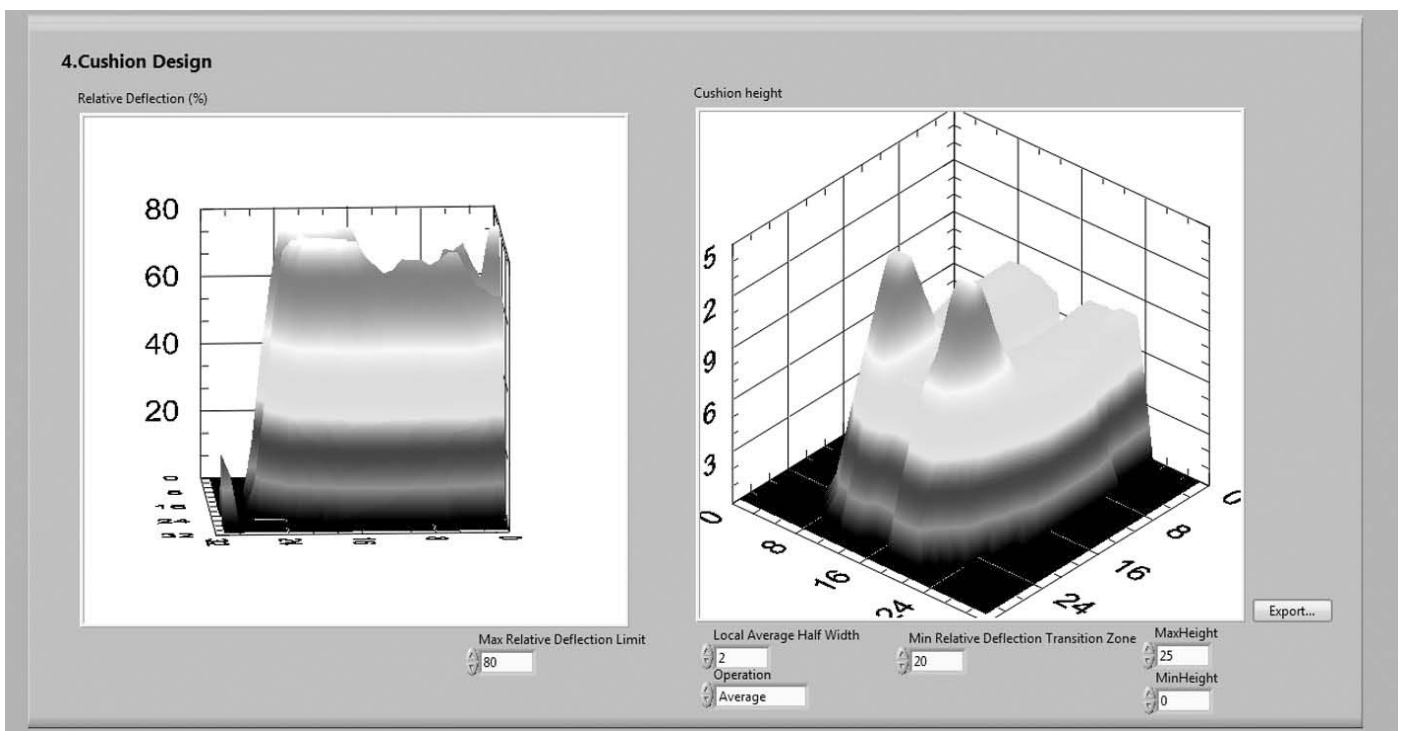 4.Cushion Design
Relative Deflection (%)
80
60
40
20
0
Max Relative Deflection Limit
80
Cushion height
5
2
9
6
3
0
8
16
24
24
16
8
0
Local Average Half Width
2
Operation
Average
Min Relative Deflection Transition Zone
20
MaxHeight
25
MinHeight
0
Export...